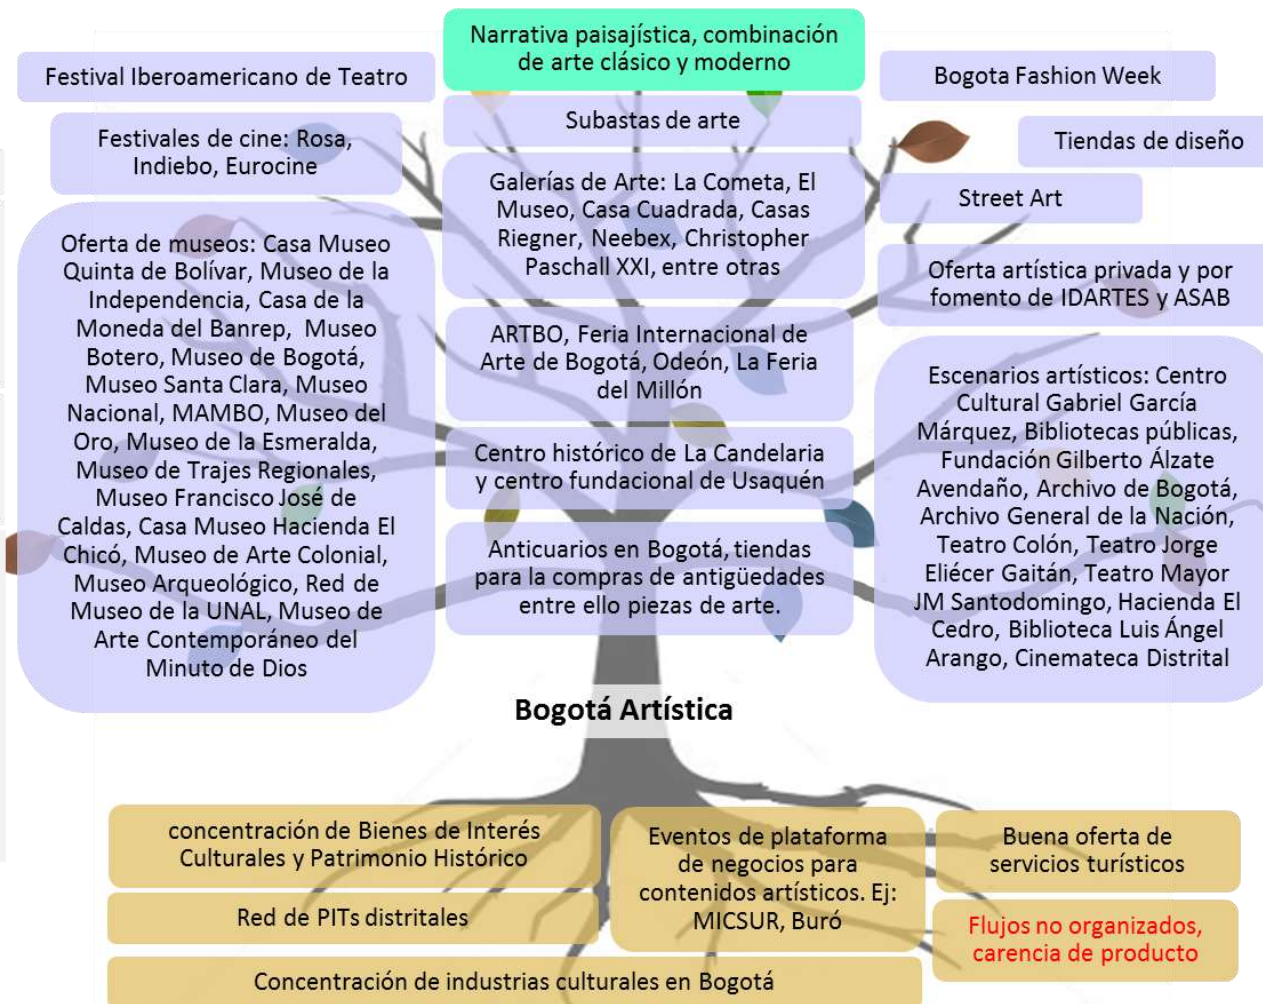 Narrativa paisajística, combinación
de arte clásico y moderno
Festival Iberoamericano de Teatro
Festivales de cine: Rosa,
Indiebo, Eurocine
Oferta de museos: Casa Museo
Quinta de Bolívar, Museo de la
Independencia, Casa de la
Moneda del Banrep, Museo
Botero, Museo de Bogotá,
Museo Santa Clara, Museo
Nacional, MAMBO, Museo del
Oro, Museo de la Esmeralda,
Museo de Trajes Regionales,
Museo Francisco José de
Caldas, Casa Museo Hacienda El
Chicó, Museo de Arte Colonial,
Museo Arqueológico, Red de
Museo de la UNAL, Museo de
Arte Contemporáneo del
Minuto de Dios
Subastas de arte
Galerías de Arte: La Cometa, El
Museo, Casa Cuadrada, Casas
Riegner, Neebex, Christopher
Paschall XXI, entre otras
ARTBO, Feria Internacional de
Arte de Bogotá, Odeón, La Feria
del Millón
Centro histórico de La Candelaria
y centro fundacional de Usaquén
Anticuarios en Bogotá, tiendas
para la compras de antigüedades
entre ello piezas de arte.
Bogota Fashion Week
Tiendas de diseño
Street Art
Oferta artística privada y por
fomento de IDARTES y ASAB
Escenarios artísticos: Centro
Cultural Gabriel García
Márquez, Bibliotecas públicas,
Fundación Gilberto Álzate
Avendaño, Archivo de Bogotá,
Archivo General de la Nación,
Teatro Colón, Teatro Jorge
Eliécer Gaitán, Teatro Mayor
JM Santodomingo, Hacienda El
Cedro, Biblioteca Luis Ángel
Arango, Cinemateca Distrital
Bogotá Artística
concentración de Bienes de Interés
Culturales y Patrimonio Histórico
Red de PITs distritales
Eventos de plataforma
de negocios para
contenidos artísticos. Ej:
MICSUR, Buró
Buena oferta de
servicios turísticos
Flujos no organizados,
carencia de producto
Concentración de industrias culturales en Bogotá